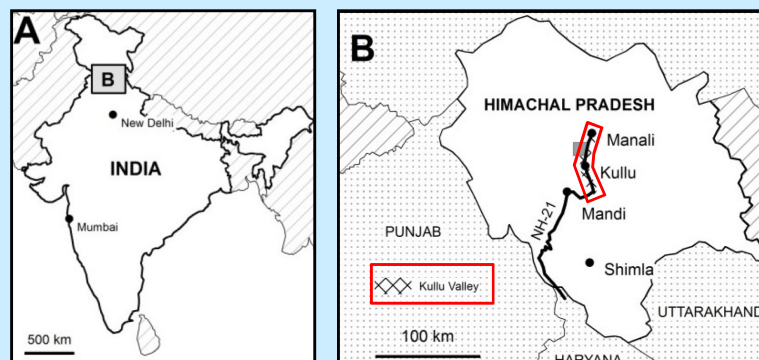 A
B
New Delhi
INDIA
Mumbai
500 km
B
HIMACHAL PRADESH
Manali
Kullu
Mandi
NH-21
PUNJAB
Shimla
Kullu Valley
UTTARAKHAND
100 km
HARYANA